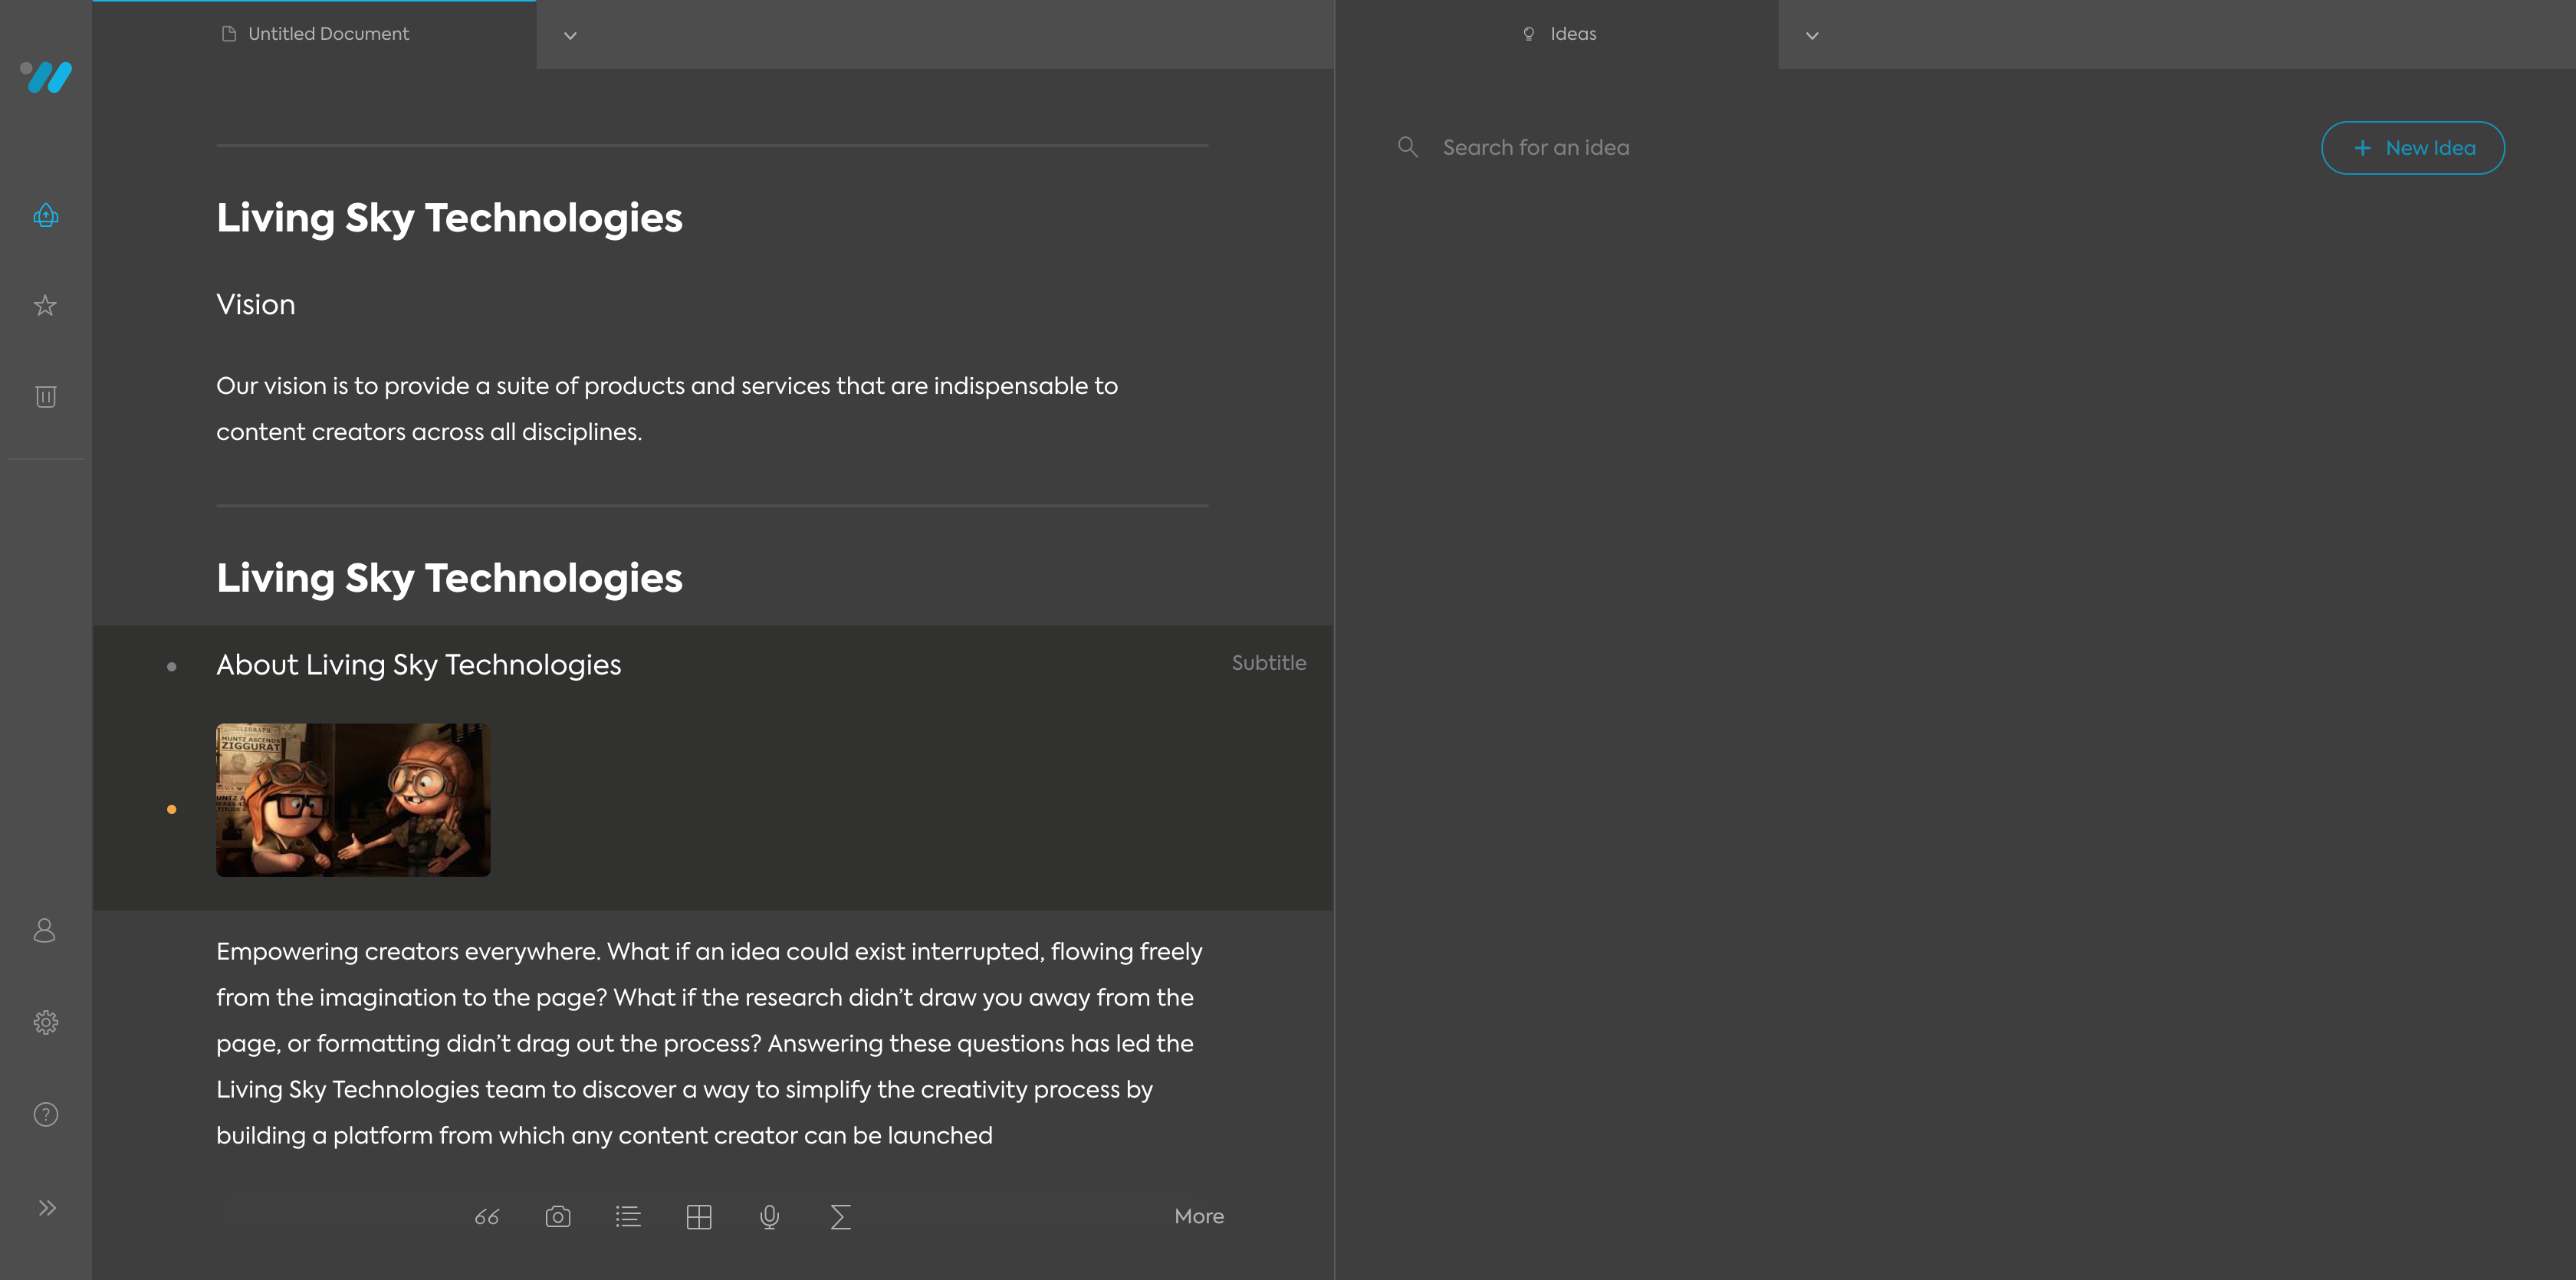 Untitled Document
Ideas
Search for an idea
+ New Idea
Living Sky Technologies
Vision
Our vision is to provide a suite of products and services that are indispensable to
content creators across all disciplines.
Living Sky Technologies
About Living Sky Technologies
Subtitle
MUNTZ ASCENDS
ZIGGURAT
Empowering creators everywhere. What if an idea could exist interrupted, flowing freely
from the imagination to the page? What if the research didn’t draw you away from the
page, or formatting didn’t drag out the process? Answering these questions has led the
Living Sky Technologies team to discover a way to simplify the creativity process by
building a platform from which any content creator can be launched
More